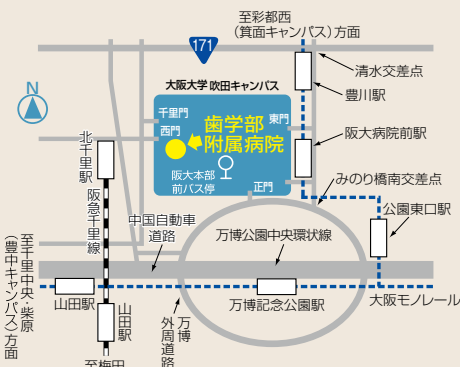 至彩都西
(箕面キャンパス)方面
171
清水交差点
大阪大学 吹田キャンパス
豊川駅
N
千里門
東門
西門
歯学部
附属病院
阪大病院前駅
北千里駅
阪大本部
前バス停
正門
みのり橋南交差点
阪急千里線
公園東口駅
中国自動車
道路
万博公園中央環状線
至千里中央・柴原
(豊中キャンパス)方面
山田駅
山田駅
万博
外周道路
万博記念公園駅
大阪モノレール
至梅田